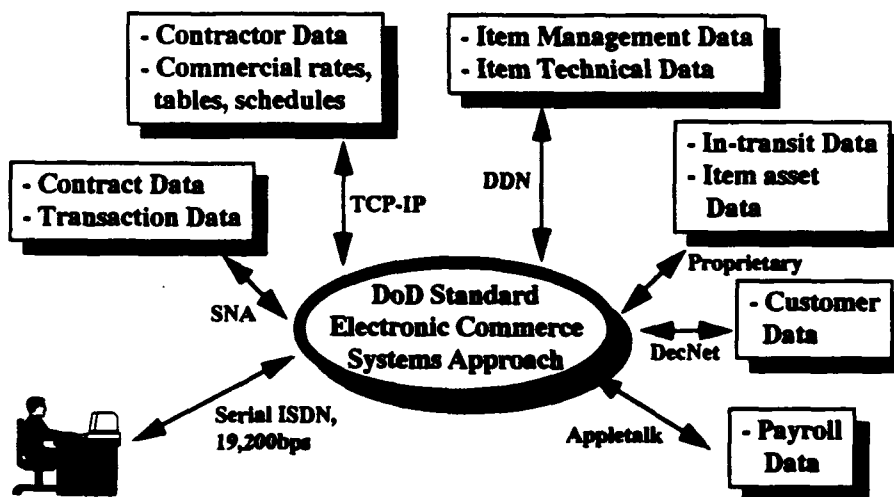 - Contractor Data
- Commercial rates,
tables, schedules
- Item Management Data
- Item Technical Data
- In-transit Data
- Item asset
Data
- Contract Data
- Transaction Data
TCP-IP
DDN
Proprietary
SNA
DoD Standard
Electronic Commerce
Systems Approach
- Customer
Data
DecNet
Serial ISDN,
19,200bps
Appletalk
- Payroll
Data